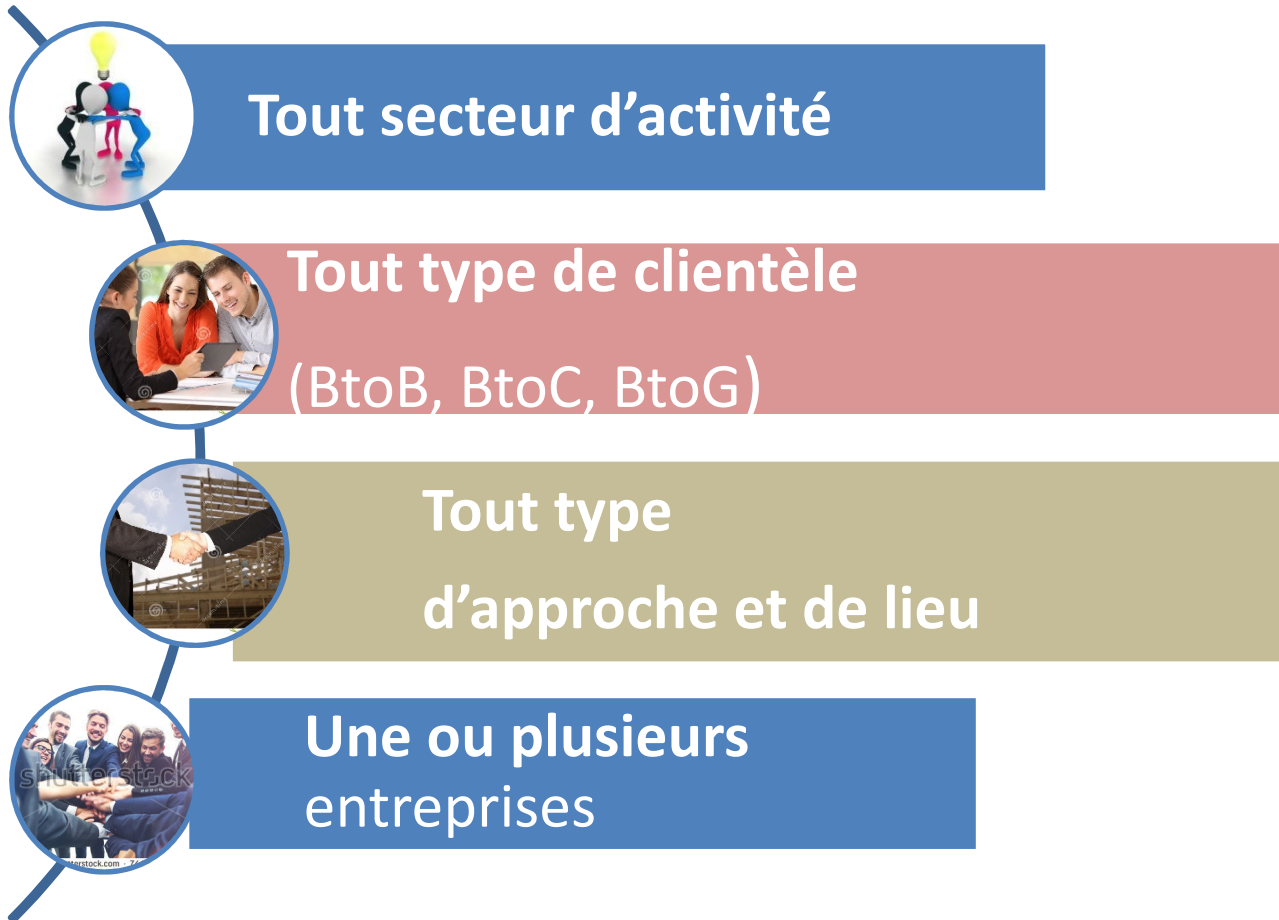 Tout secteur d’activité
Tout type de clientèle
(BtoB, BtoC, BtoG)
Tout type
d’approche et de lieu
Une ou plusieurs
entreprises
shutterstock